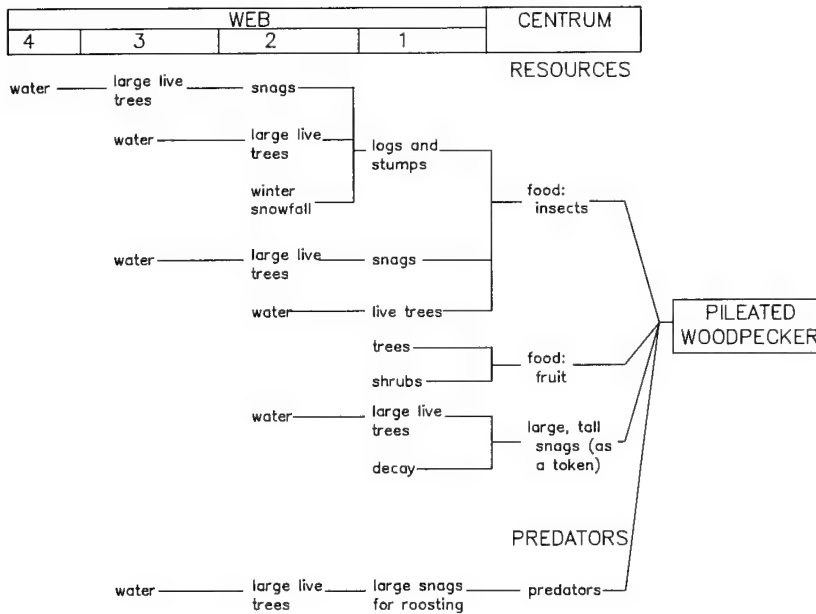 WEB CENTRUM
4 3 2 1
RESOURCES
water large live snags
trees
water large live logs and
trees stumps
winter food:
snowfall insects
water large live snags
trees
water live trees
PILEATED
WOODPECKER
trees
food:
shrubs fruit
water large live
trees large, tall
snags (as
decay a token)
PREDATORS
water large live large snags predators
trees for roosting